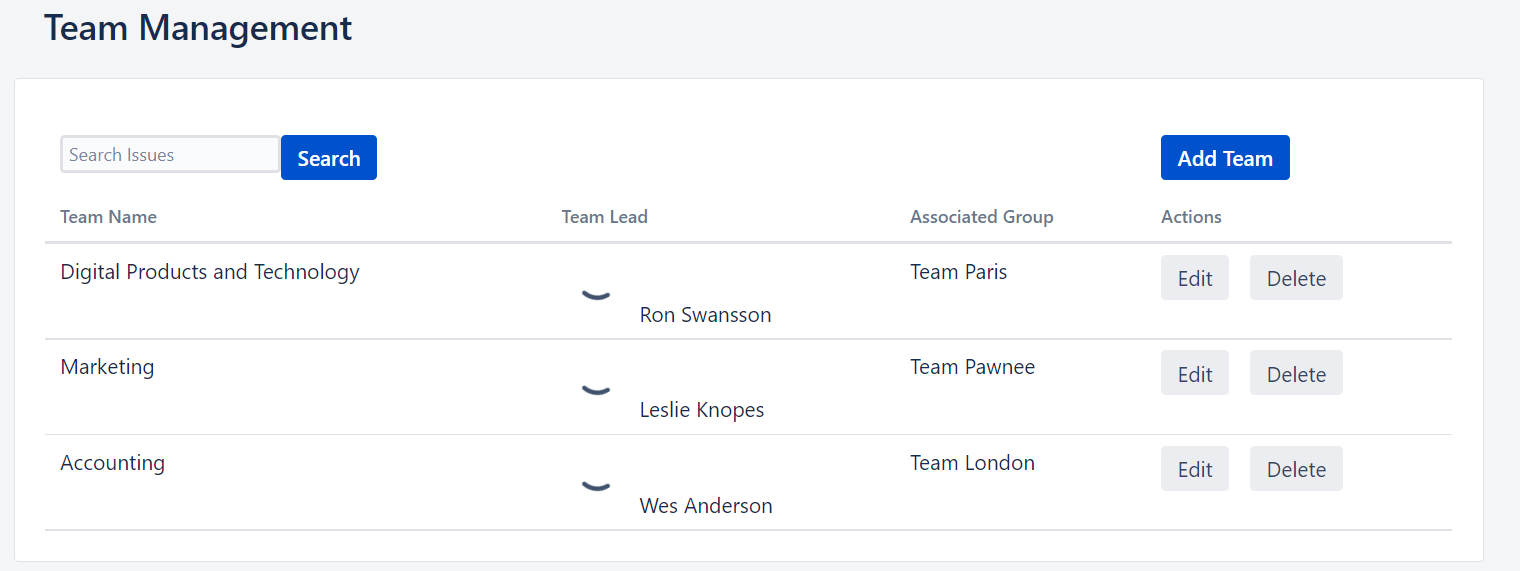 Team Management
Search Issues Search Add Team
Team Name Team Lead Associated Group Actions
Digital Products and Technology Ron Swansson Team Paris Edit Delete
Marketing Leslie Knopes Team Pawnee Edit Delete
Accounting Wes Anderson Team London Edit Delete